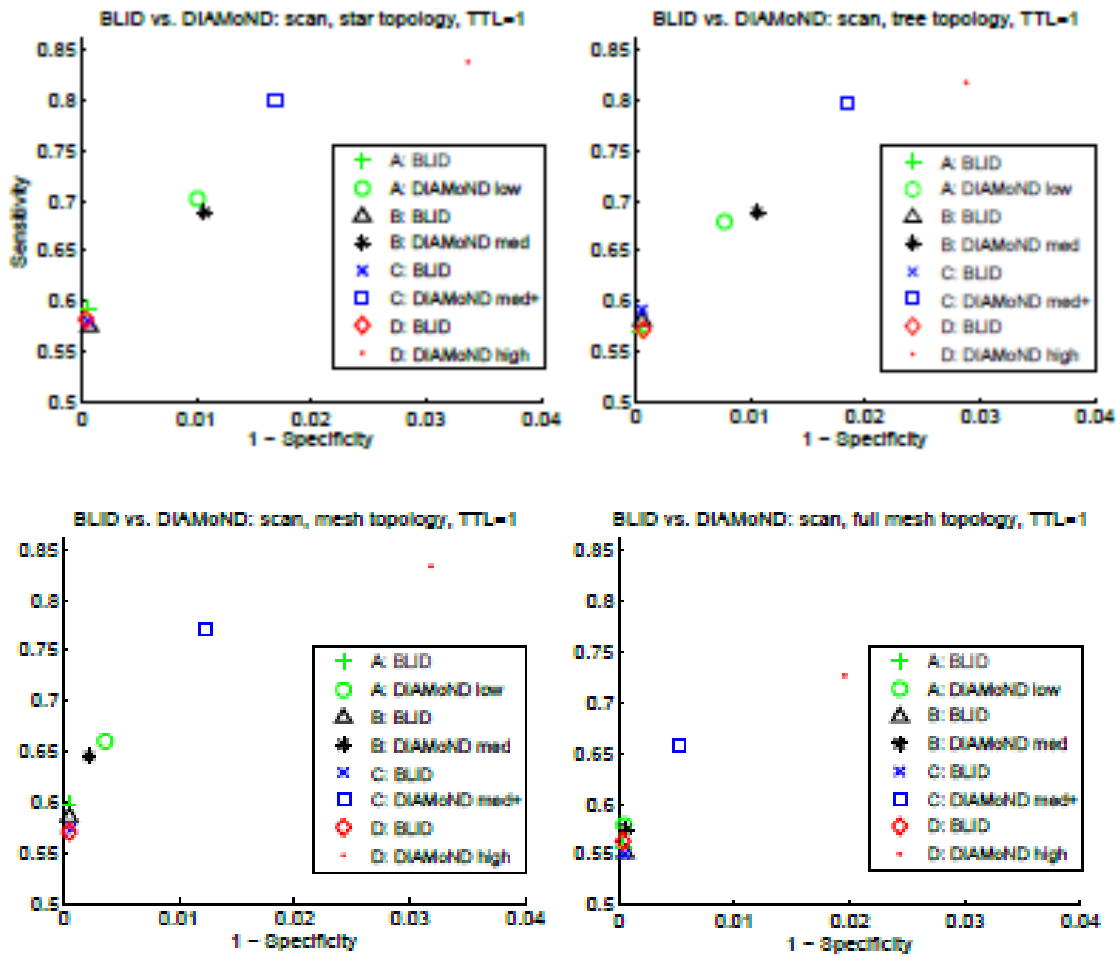 BLID vs. DIAMoND: scan, star topology, TTL=1
0.85
0.8
0.75
0.7
0.65
0.6
0.55
0.5
Sensitivity
A: BLID
A: DIAMoND low
B: BLID
B: DIAMoND med
C: BLID
C: DIAMoND med+
D: BLID
D: DIAMoND high
0 0.01 0.02 0.03 0.04
1 − Specificity
BLID vs. DIAMoND: scan, tree topology, TTL=1
0.85
0.8
0.75
0.7
0.65
0.6
0.55
0.5
A: BLID
A: DIAMoND low
B: BLID
B: DIAMoND med
C: BLID
C: DIAMoND med+
D: BLID
D: DIAMoND high
0 0.01 0.02 0.03 0.04
1 − Specificity
BLID vs. DIAMoND: scan, mesh topology, TTL=1
0.85
0.8
0.75
0.7
0.65
0.6
0.55
0.5
A: BLID
A: DIAMoND low
B: BLID
B: DIAMoND med
C: BLID
C: DIAMoND med+
D: BLID
D: DIAMoND high
0 0.01 0.02 0.03 0.04
1 − Specificity
BLID vs. DIAMoND: scan, full mesh topology, TTL=1
0.85
0.8
0.75
0.7
0.65
0.6
0.55
0.5
A: BLID
A: DIAMoND low
B: BLID
B: DIAMoND med
C: BLID
C: DIAMoND med+
D: BLID
D: DIAMoND high
0 0.01 0.02 0.03 0.04
1 − Specificity